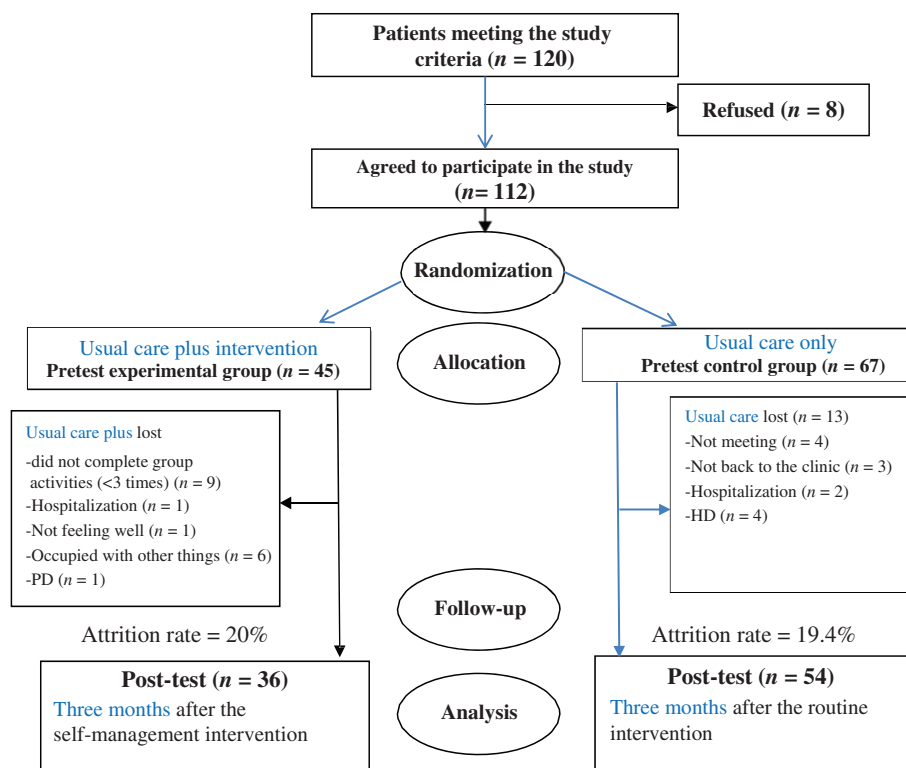 Patients meeting the study
criteria (n = 120)
Refused (n = 8)
Agreed to participate in the study
(n= 112)
Randomization
Usual care plus intervention
Pretest experimental group (n = 45)
Allocation
Usual care only
Pretest control group (n = 67)
Usual care plus lost
-did not complete group
activities (<3 times) (n = 9)
-Hospitalization (n = 1)
-Not feeling well (n = 1)
-Occupied with other things (n = 6)
-PD (n = 1)
Usual care lost (n = 13)
-Not meeting (n = 4)
-Not back to the clinic (n = 3)
-Hospitalization (n = 2)
-HD (n = 4)
Follow-up
Attrition rate = 20%
Attrition rate = 19.4%
Post-test (n = 36)
Three months after the
self-management intervention
Analysis
Post-test (n = 54)
Three months after the routine
intervention